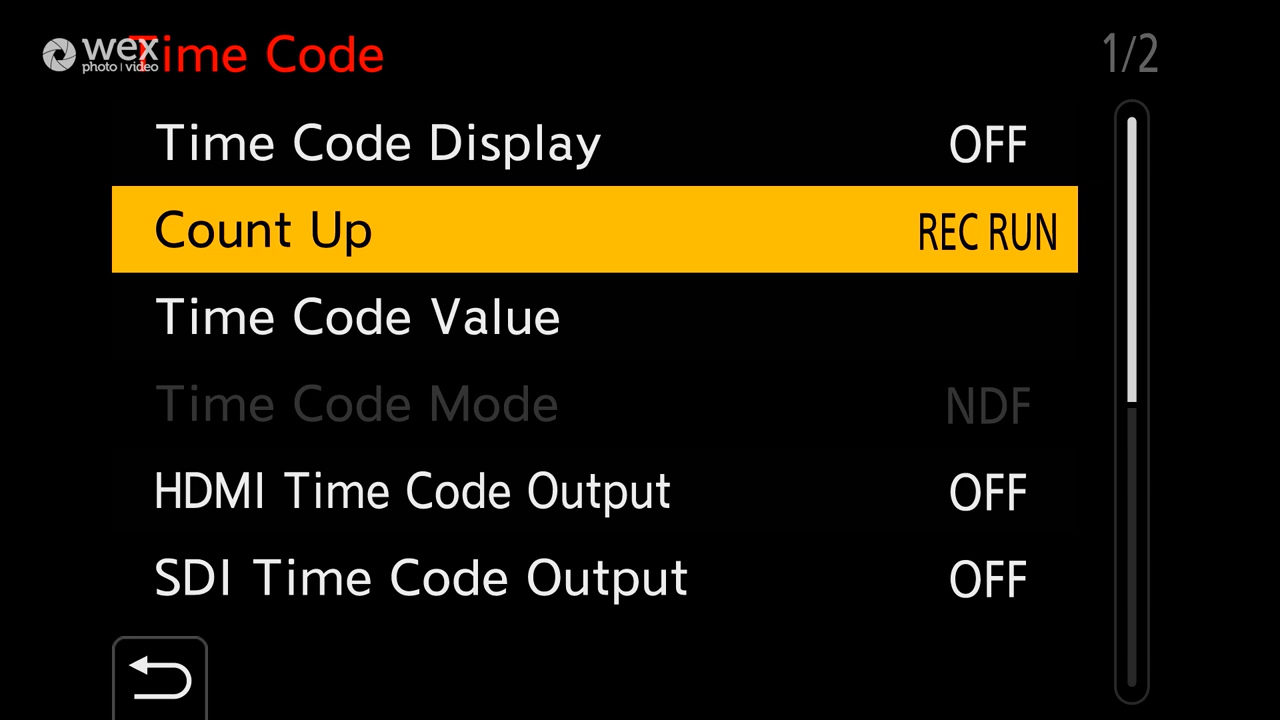 wex
photo | video
Time Code
1/2
Time Code Display OFF
Count Up REC RUN
Time Code Value
Time Code Mode NDF
HDMI Time Code Output OFF
SDI Time Code Output OFF